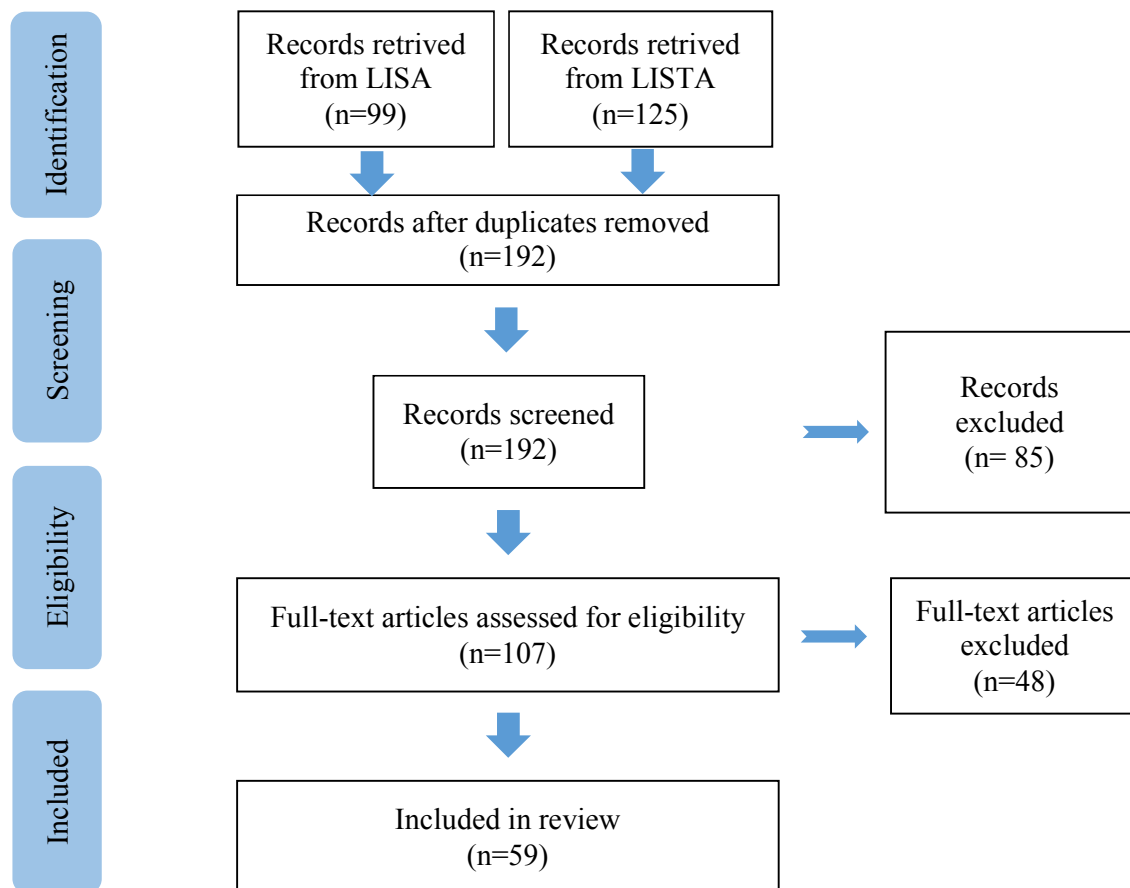 Identification
Records retrived
from LISA
(n=99)
Records retrived
from LISTA
(n=125)
Records after duplicates removed
(n=192)
Screening
Records screened
(n=192)
Records
excluded
(n= 85)
Eligibility
Full-text articles assessed for eligibility
(n=107)
Full-text articles
excluded
(n=48)
Included
Included in review
(n=59)